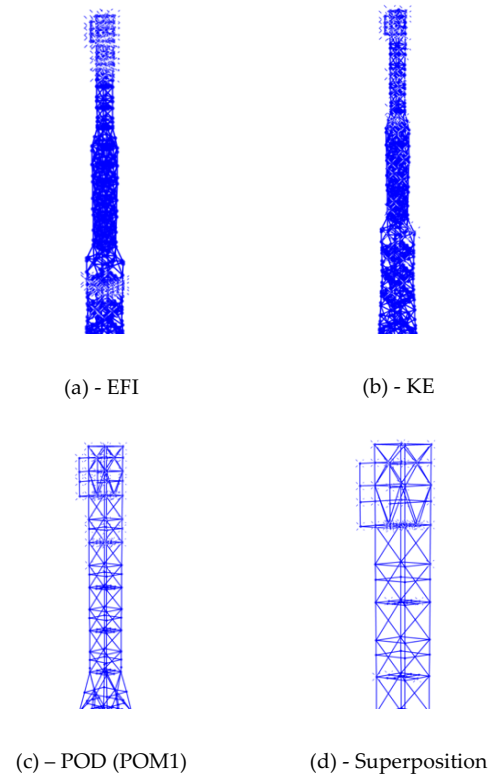 (a) - EFI
(b) - KE
(c) – POD (POM1)
(d) - Superposition